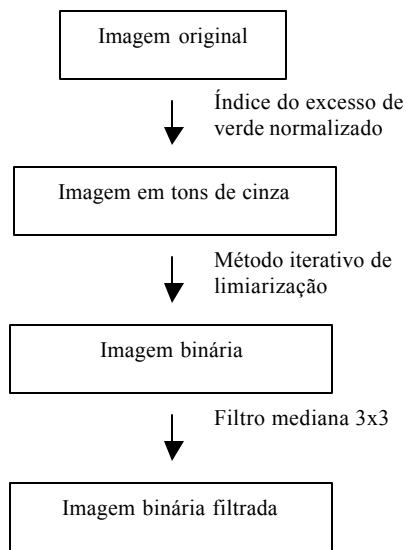 Imagem original
Índice do excesso de
verde normalizado
Imagem em tons de cinza
Método iterativo de
limiarização
Imagem binária
Filtro mediana 3x3
Imagem binária filtrada